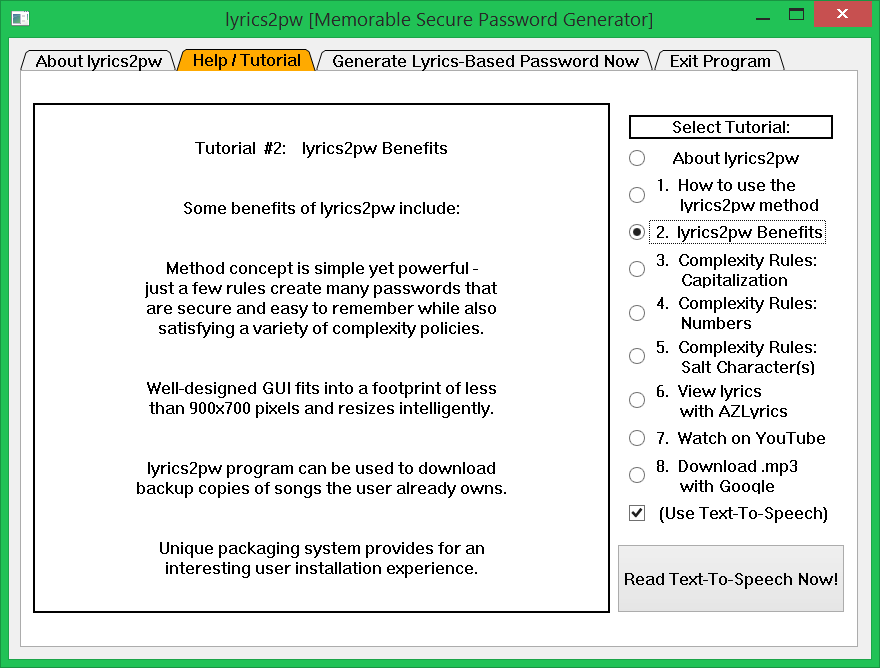 lyrics2pw [Memorable Secure Password Generator]
About lyrics2pw
Help / Tutorial
Generate Lyrics-Based Password Now
Exit Program
Tutorial #2: lyrics2pw Benefits
Some benefits of lyrics2pw include:
Method concept is simple yet powerful -
just a few rules create many passwords that
are secure and easy to remember while also
satisfying a variety of complexity policies.
Well-designed GUI fits into a footprint of less
than 900x700 pixels and resizes intelligently.
lyrics2pw program can be used to download
backup copies of songs the user already owns.
Unique packaging system provides for an
interesting user installation experience.
Select Tutorial:
About lyrics2pw
1. How to use the
lyrics2pw method
2. lyrics2pw Benefits
3. Complexity Rules:
Capitalization
4. Complexity Rules:
Numbers
5. Complexity Rules:
Salt Character(s)
6. View lyrics
with AZLyrics
7. Watch on YouTube
8. Download .mp3
with Google
(Use Text-To-Speech)
Read Text-To-Speech Now!